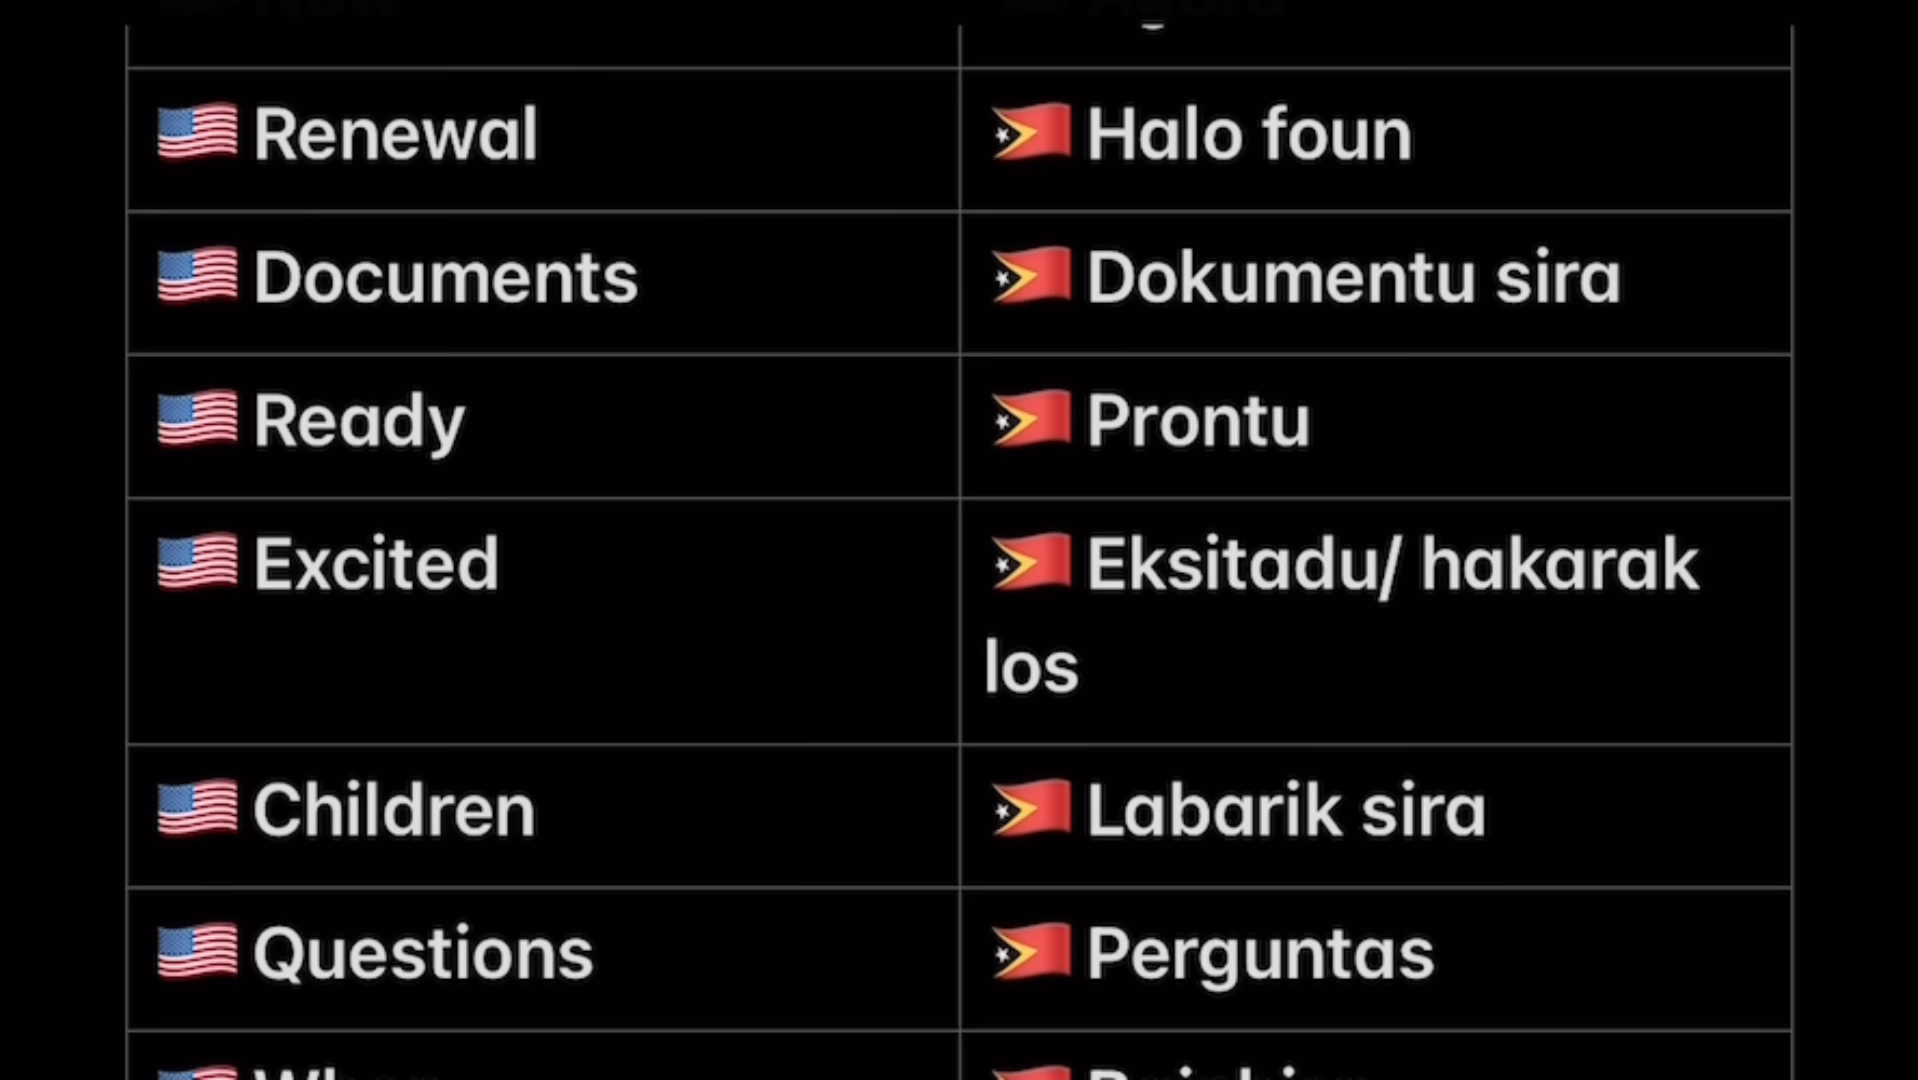 Renewal
Halo foun
Documents
Dokumentu sira
Ready
Prontu
Excited
Eksitadu/ hakarak
los
Children
Labarik sira
Questions
Perguntas